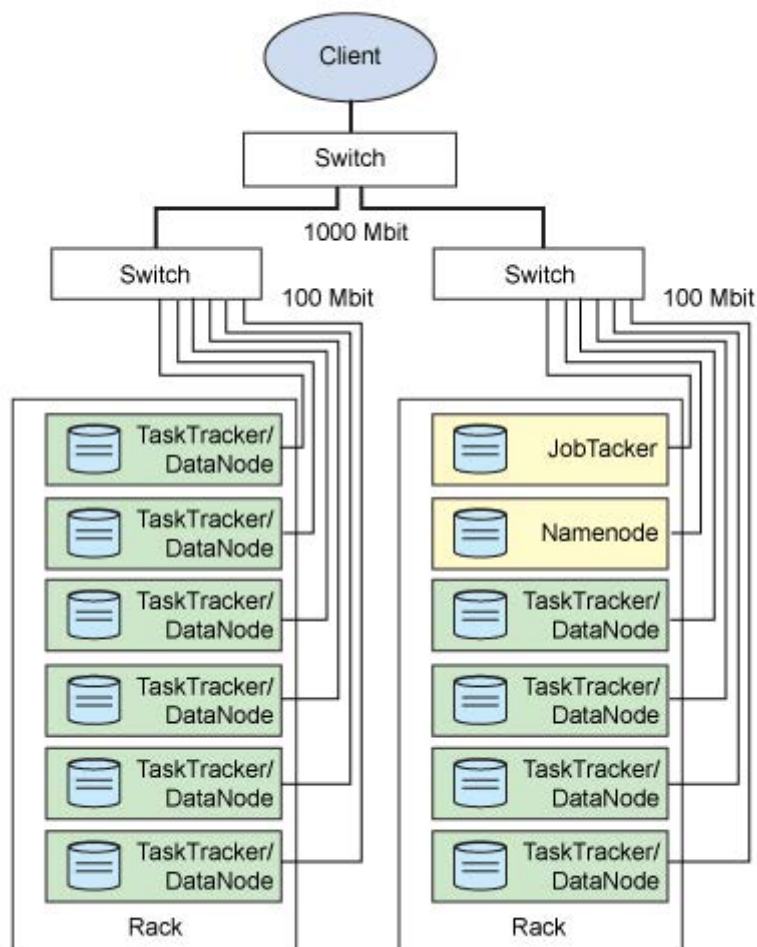 Client
Switch
1000 Mbit
Switch
Switch
100 Mbit
100 Mbit
TaskTracker/
DataNode
TaskTracker/
DataNode
TaskTracker/
DataNode
TaskTracker/
DataNode
TaskTracker/
DataNode
TaskTracker/
DataNode
Rack
JobTacker
Namenode
TaskTracker/
DataNode
TaskTracker/
DataNode
TaskTracker/
DataNode
TaskTracker/
DataNode
Rack